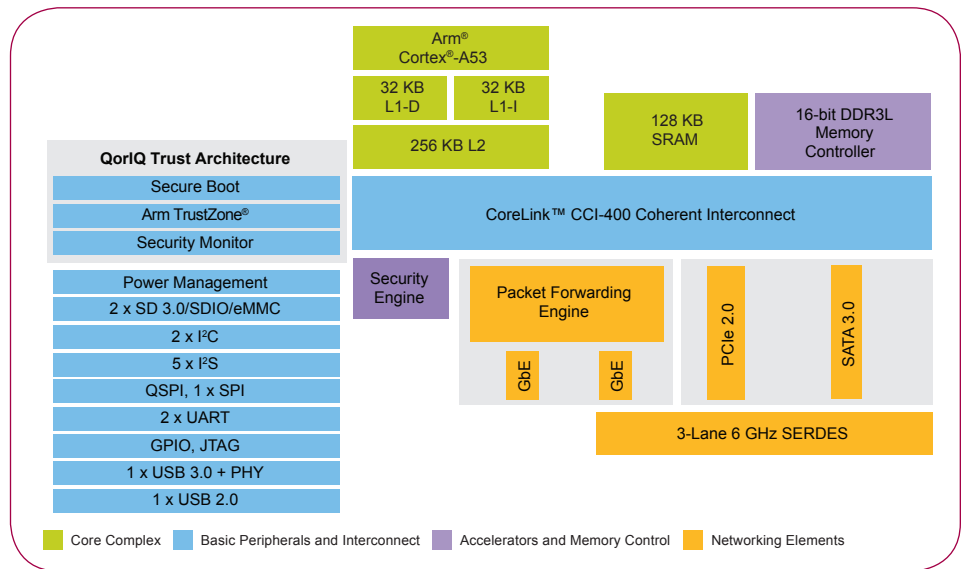 Arm®
Cortex®-A53
32 KB
L1-D
32 KB
L1-I
256 KB L2
128 KB
SRAM
16-bit DDR3L
Memory
Controller
QorIQ Trust Architecture
Secure Boot
Arm TrustZone®
Security Monitor
CoreLink™ CCI-400 Coherent Interconnect
Power Management
2 x SD 3.0/SDIO/eMMC
2 x I²C
5 x I²S
QSPI, 1 x SPI
2 x UART
GPIO, JTAG
1 x USB 3.0 + PHY
1 x USB 2.0
Security
Engine
Packet Forwarding
Engine
GbE
GbE
PCIe 2.0
SATA 3.0
3-Lane 6 GHz SERDES
Core Complex
Basic Peripherals and Interconnect
Accelerators and Memory Control
Networking Elements